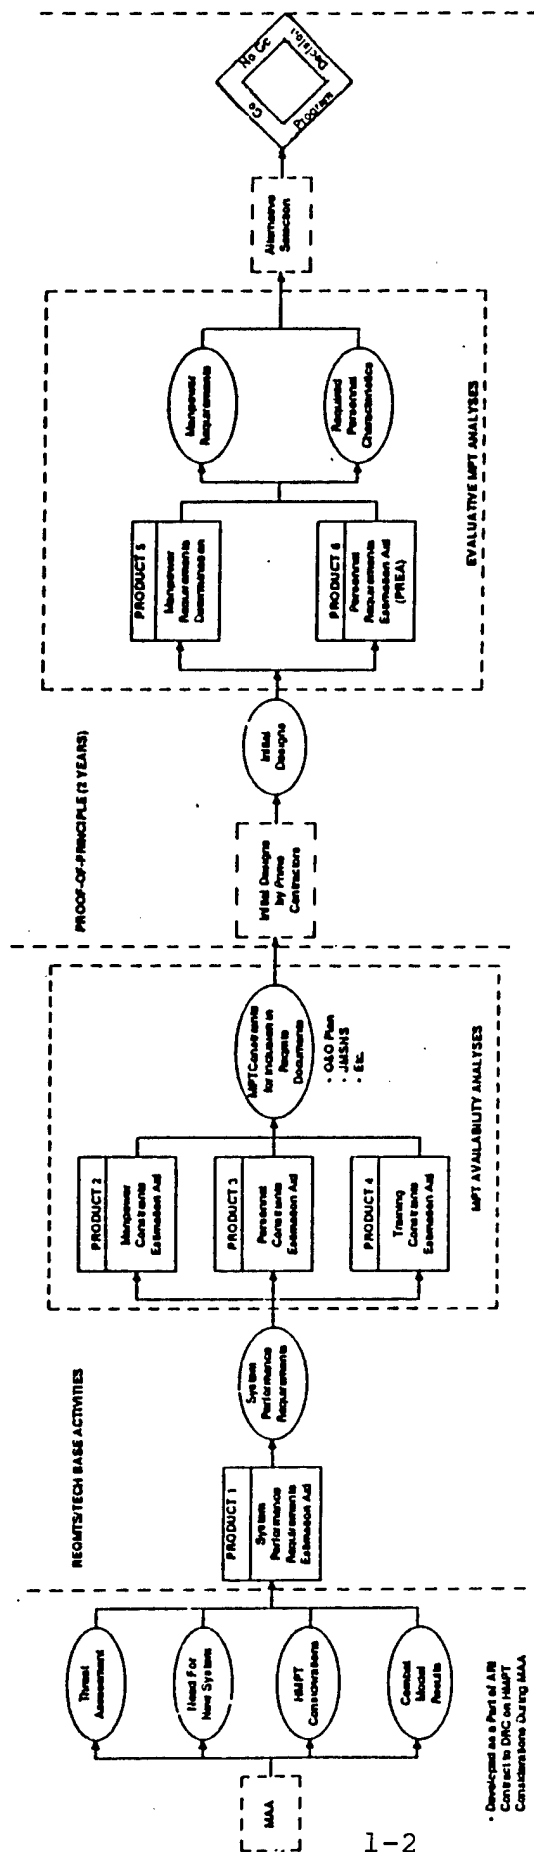 MAA
Threat
Assessment
Need For
New System
HMPT
Considerations
Combat
Model
Results
• Developed as a Part of ARI
Contract to DRC on HMPT
Considerations During MAA
REQMTS/TECH BASE ACTIVITIES
PRODUCT 1
System
Performance
Requirements
Estimation Aid
System
Performance
Requirements
PRODUCT 2
Manpower
Constraints
Estimation Aid
PRODUCT 3
Personnel
Constraints
Estimation Aid
PRODUCT 4
Training
Constraints
Estimation Aid
MPT Constraints
for Inclusion in
Reqmts
Documents
• O&O Plan
• JMSNS
• Etc.
MPT AVAILABILITY ANALYSES
PROOF-OF-PRINCIPLE (2 YEARS)
Initial Designs
by Prime
Contractors
Initial
Designs
PRODUCT 5
Manpower
Requirements
Determination
PRODUCT 6
Personnel
Requirements
Estimation Aid
(PREA)
Manpower
Requirements
Required
Personnel
Characteristics
EVALUATIVE MPT ANALYSES
Alternative
Selection
Go
No Go
Program
Decision
1-2